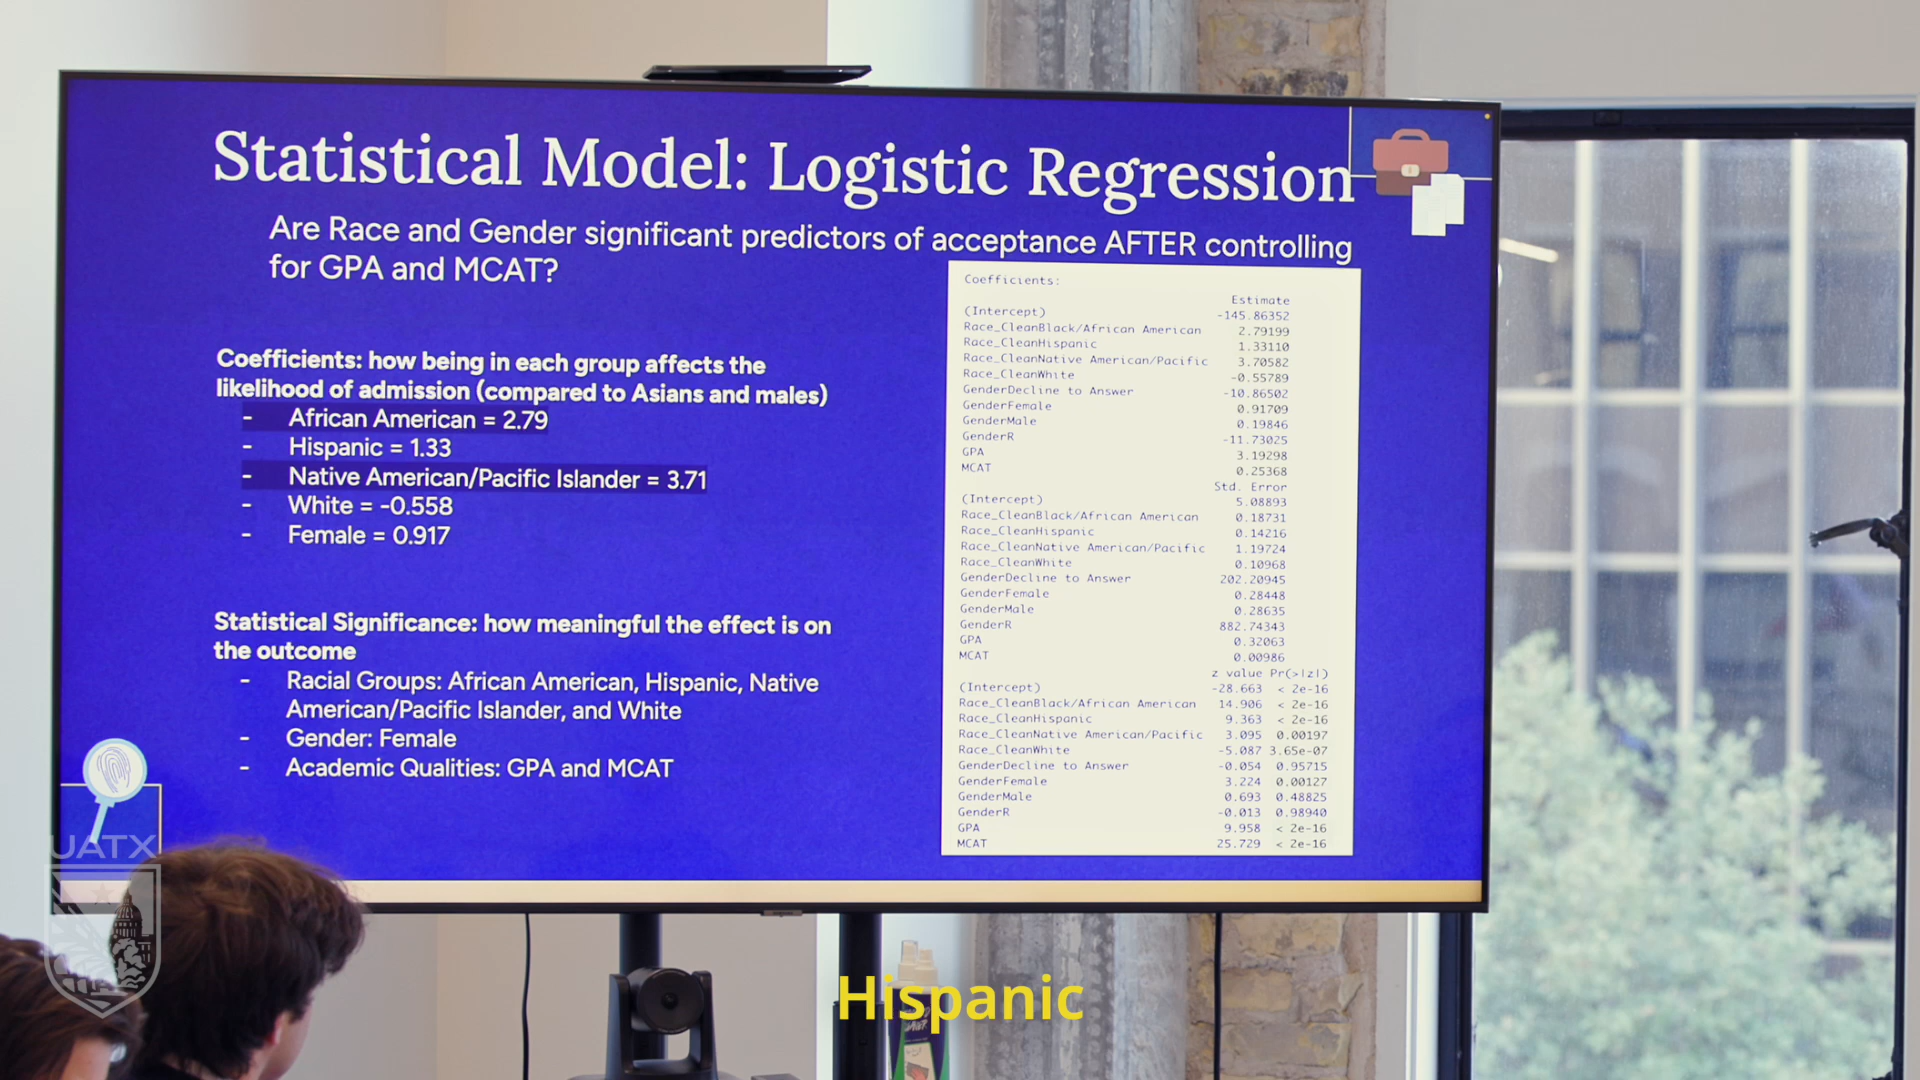 Statistical Model: Logistic Regression
Are Race and Gender significant predictors of acceptance AFTER controlling
for GPA and MCAT?
Coefficients: how being in each group affects the
likelihood of admission (compared to Asians and males)
- African American = 2.79
- Hispanic = 1.33
- Native American/Pacific Islander = 3.71
- White = -0.558
- Female = 0.917
Statistical Significance: how meaningful the effect is on
the outcome
- Racial Groups: African American, Hispanic, Native
American/Pacific Islander, and White
- Gender: Female
- Academic Qualities: GPA and MCAT
Coefficients:
Estimate
(Intercept) -145.86352
Race_CleanBlack/African American 2.79199
Race_CleanHispanic 1.33110
Race_CleanNative American/Pacific 3.70582
Race_CleanWhite -0.55789
GenderDecline to Answer -10.86502
GenderFemale 0.91709
GenderMale 0.19846
GenderR -11.73025
GPA 3.19298
MCAT 0.25368
Std. Error
(Intercept) 5.08893
Race_CleanBlack/African American 0.18731
Race_CleanHispanic 0.14216
Race_CleanNative American/Pacific 1.19724
Race_CleanWhite 0.10968
GenderDecline to Answer 202.20945
GenderFemale 0.28448
GenderMale 0.28635
GenderR 882.74343
GPA 0.32063
MCAT 0.00986
z value Pr(>|z|)
(Intercept) -28.663 < 2e-16
Race_CleanBlack/African American 14.906 < 2e-16
Race_CleanHispanic 9.363 < 2e-16
Race_CleanNative American/Pacific 3.095 0.00197
Race_CleanWhite -5.087 3.65e-07
GenderDecline to Answer -0.054 0.95715
GenderFemale 3.224 0.00127
GenderMale 0.693 0.48825
GenderR -0.013 0.98940
GPA 9.958 < 2e-16
MCAT 25.729 < 2e-16
UATX
Hispanic